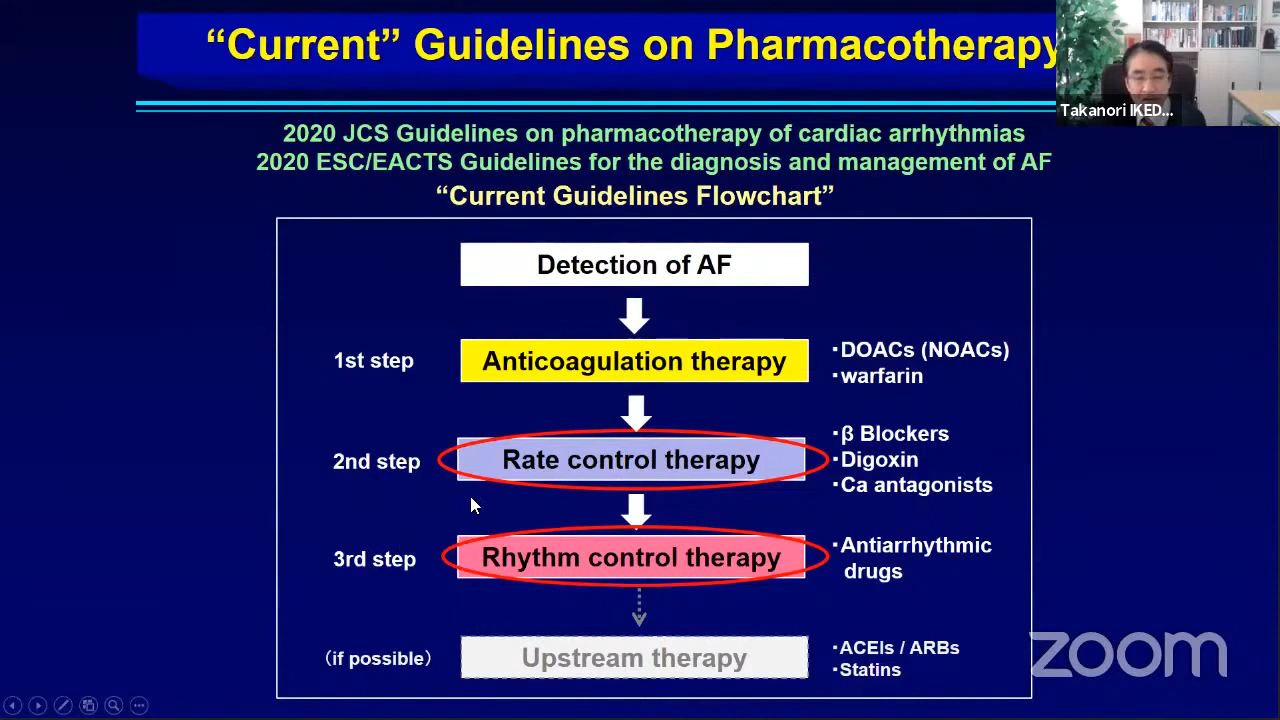 “Current” Guidelines on Pharmacotherapy
Takanori IKED...
2020 JCS Guidelines on pharmacotherapy of cardiac arrhythmias
2020 ESC/EACTS Guidelines for the diagnosis and management of AF
“Current Guidelines Flowchart”
Detection of AF
1st step
Anticoagulation therapy
・DOACs (NOACs)
・warfarin
2nd step
Rate control therapy
・β Blockers
・Digoxin
・Ca antagonists
3rd step
Rhythm control therapy
・Antiarrhythmic
drugs
（if possible）
Upstream therapy
・ACEIs / ARBs
・Statins
zoom